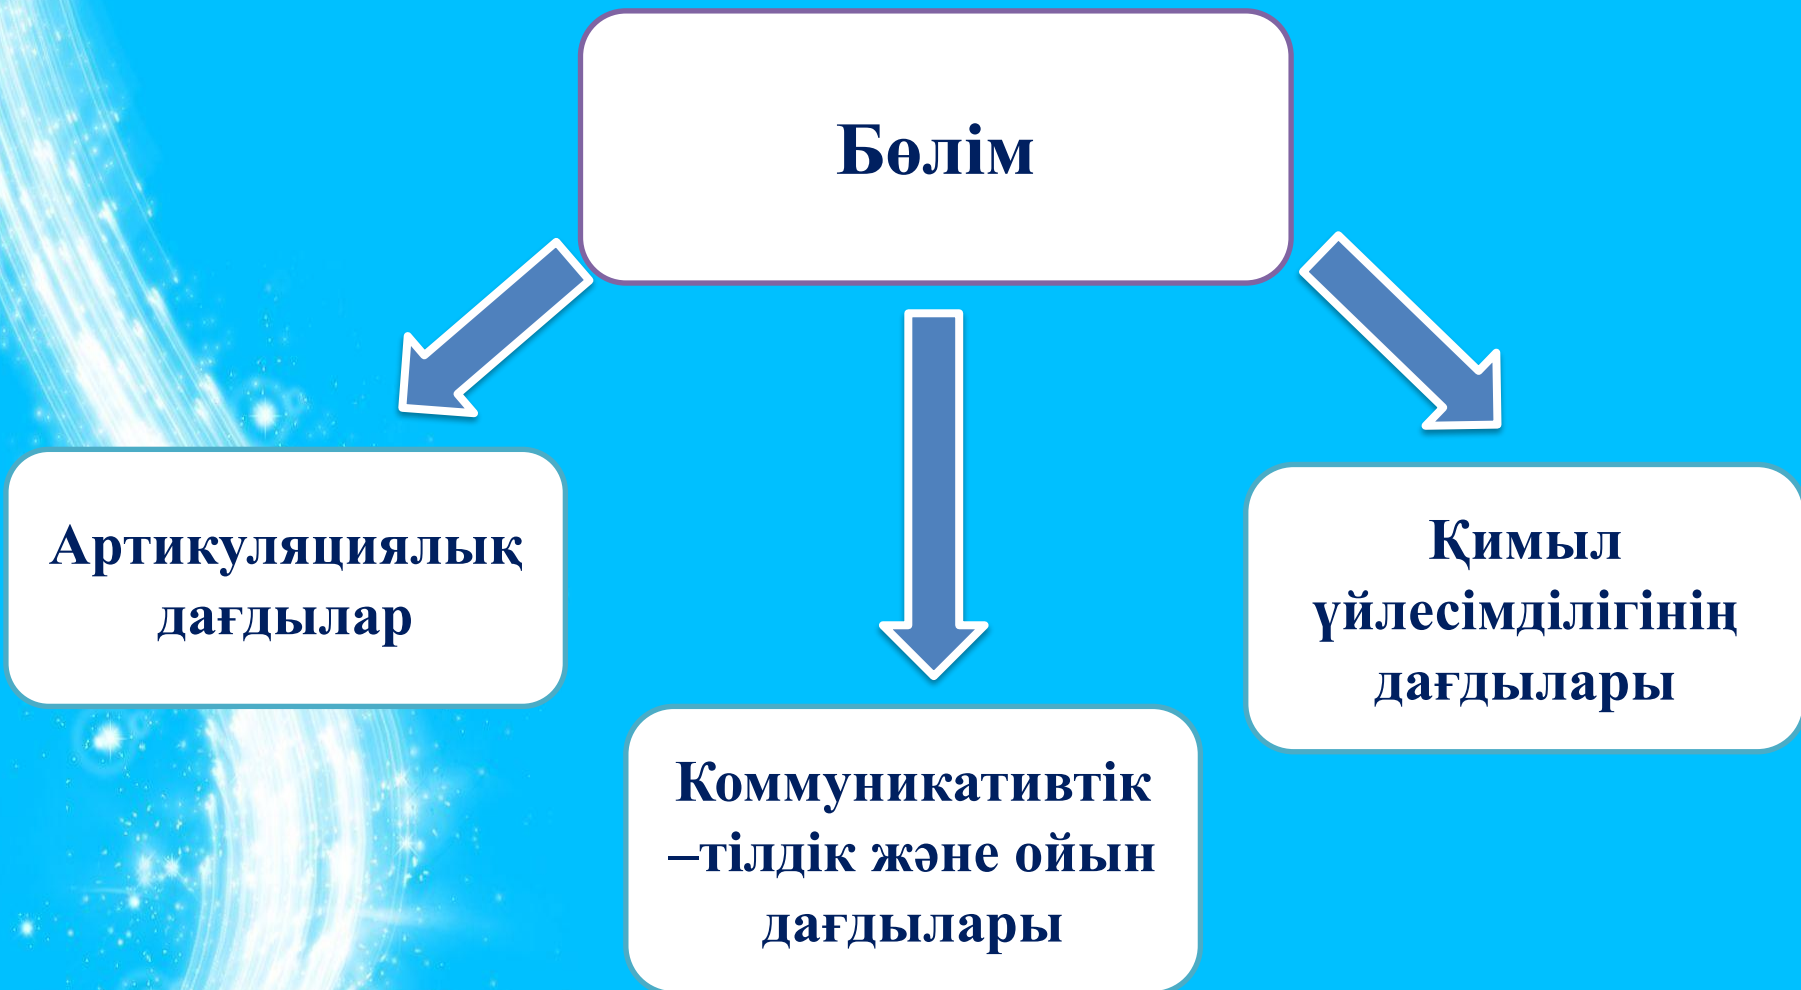 Бөлім
Артикуляциялық
дағдылар
Коммуникативтік
–тілдік және ойын
дағдылары
Қимыл
үйлесімділігінің
дағдылары